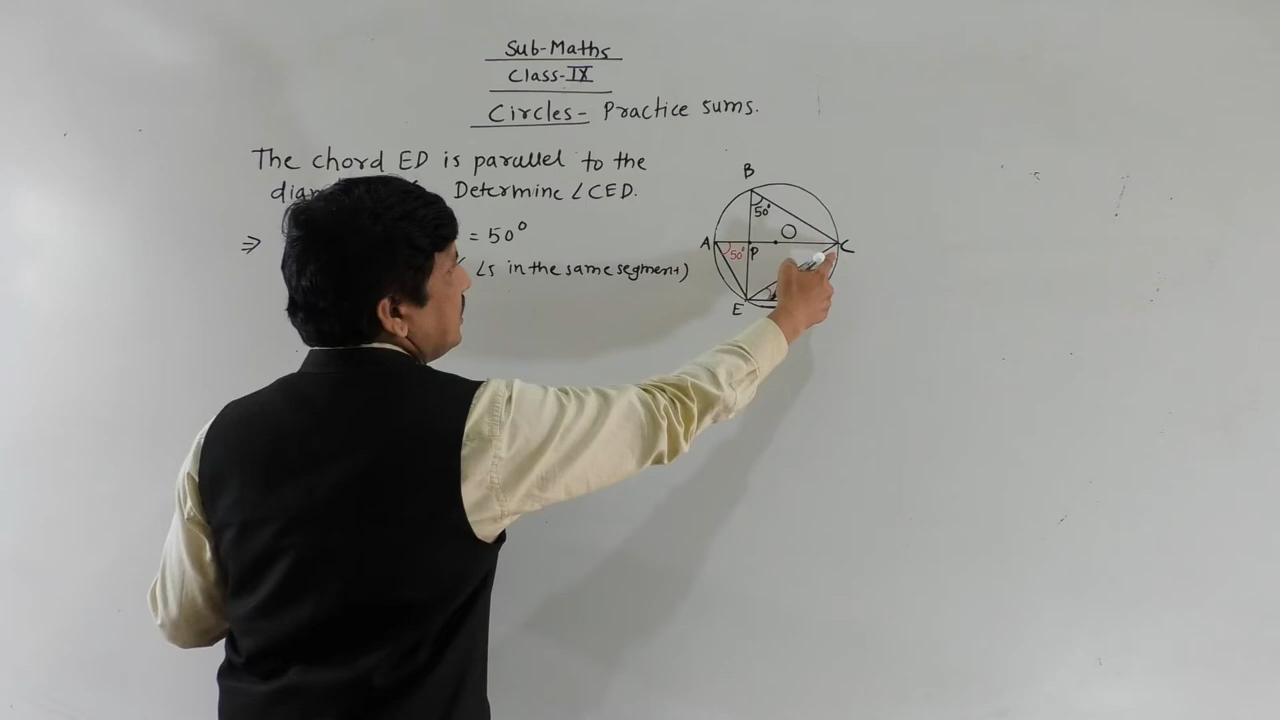 Sub-Maths
Class-IX
Circles- Practice sums.
The chord ED is parallel to the
Determine ∠CED.
⇒ = 50°
∠s in the same segment)
B
50°
O
A
50°
P
C
E